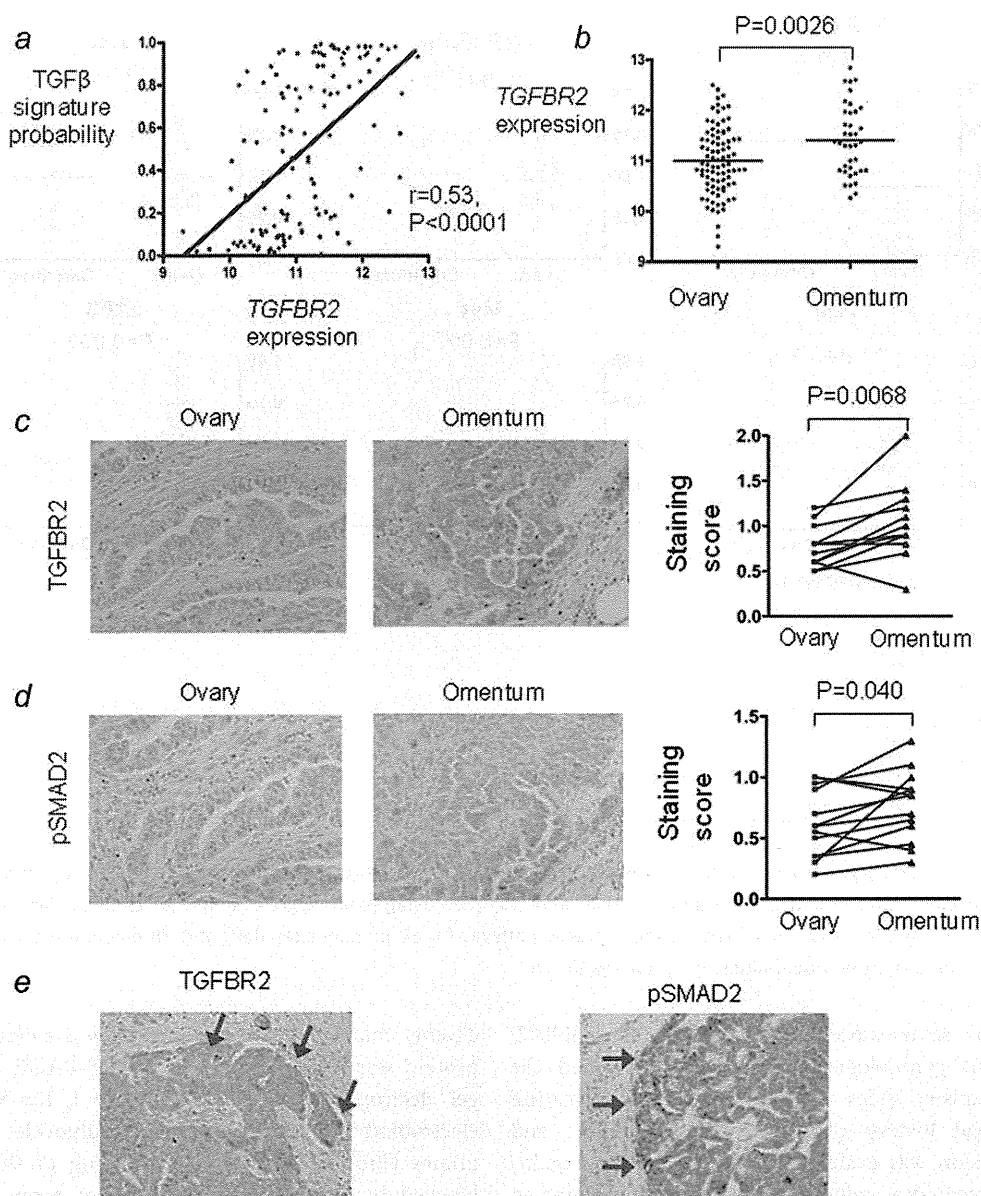 a
TGFβ
signature
probability
1.0
0.8
0.6
0.4
0.2
0.0
9 10 11 12 13
r=0.53,
P<0.0001
TGFBR2
expression
b
P=0.0026
TGFBR2
expression
13
12
11
10
9
Ovary Omentum
c
Ovary Omentum
TGFBR2
P=0.0068
Staining
score
2.0
1.5
1.0
0.5
0.0
Ovary Omentum
d
Ovary Omentum
pSMAD2
P=0.040
Staining
score
1.5
1.0
0.5
0.0
Ovary Omentum
e
TGFBR2
pSMAD2